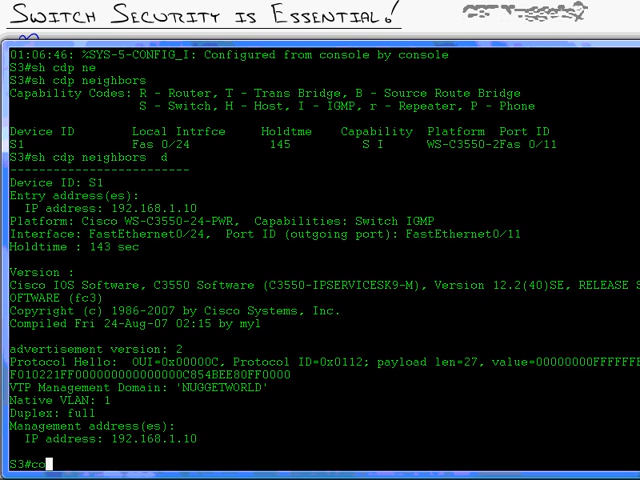 Switch Security is Essential!
01:06:46: %SYS-5-CONFIG_I: Configured from console by console
S3#sh cdp ne
S3#sh cdp neighbors
Capability Codes: R - Router, T - Trans Bridge, B - Source Route Bridge
S - Switch, H - Host, I - IGMP, r - Repeater, P - Phone
Device ID Local Intrfce Holdtme Capability Platform Port ID
S1 Fas 0/24 145 S I WS-C3550-2Fas 0/11
S3#sh cdp neighbors d
-------------------------
Device ID: S1
Entry address(es):
IP address: 192.168.1.10
Platform: Cisco WS-C3550-24-PWR, Capabilities: Switch IGMP
Interface: FastEthernet0/24, Port ID (outgoing port): FastEthernet0/11
Holdtime : 143 sec
Version :
Cisco IOS Software, C3550 Software (C3550-IPSERVICESK9-M), Version 12.2(40)SE, RELEASE S
OFTWARE (fc3)
Copyright (c) 1986-2007 by Cisco Systems, Inc.
Compiled Fri 24-Aug-07 02:15 by myl
advertisement version: 2
Protocol Hello: OUI=0x00000C, Protocol ID=0x0112; payload len=27, value=00000000FFFFFFF
F010221FF000000000000000C854BEE80FF0000
VTP Management Domain: 'NUGGETWORLD'
Native VLAN: 1
Duplex: full
Management address(es):
IP address: 192.168.1.10
S3#co